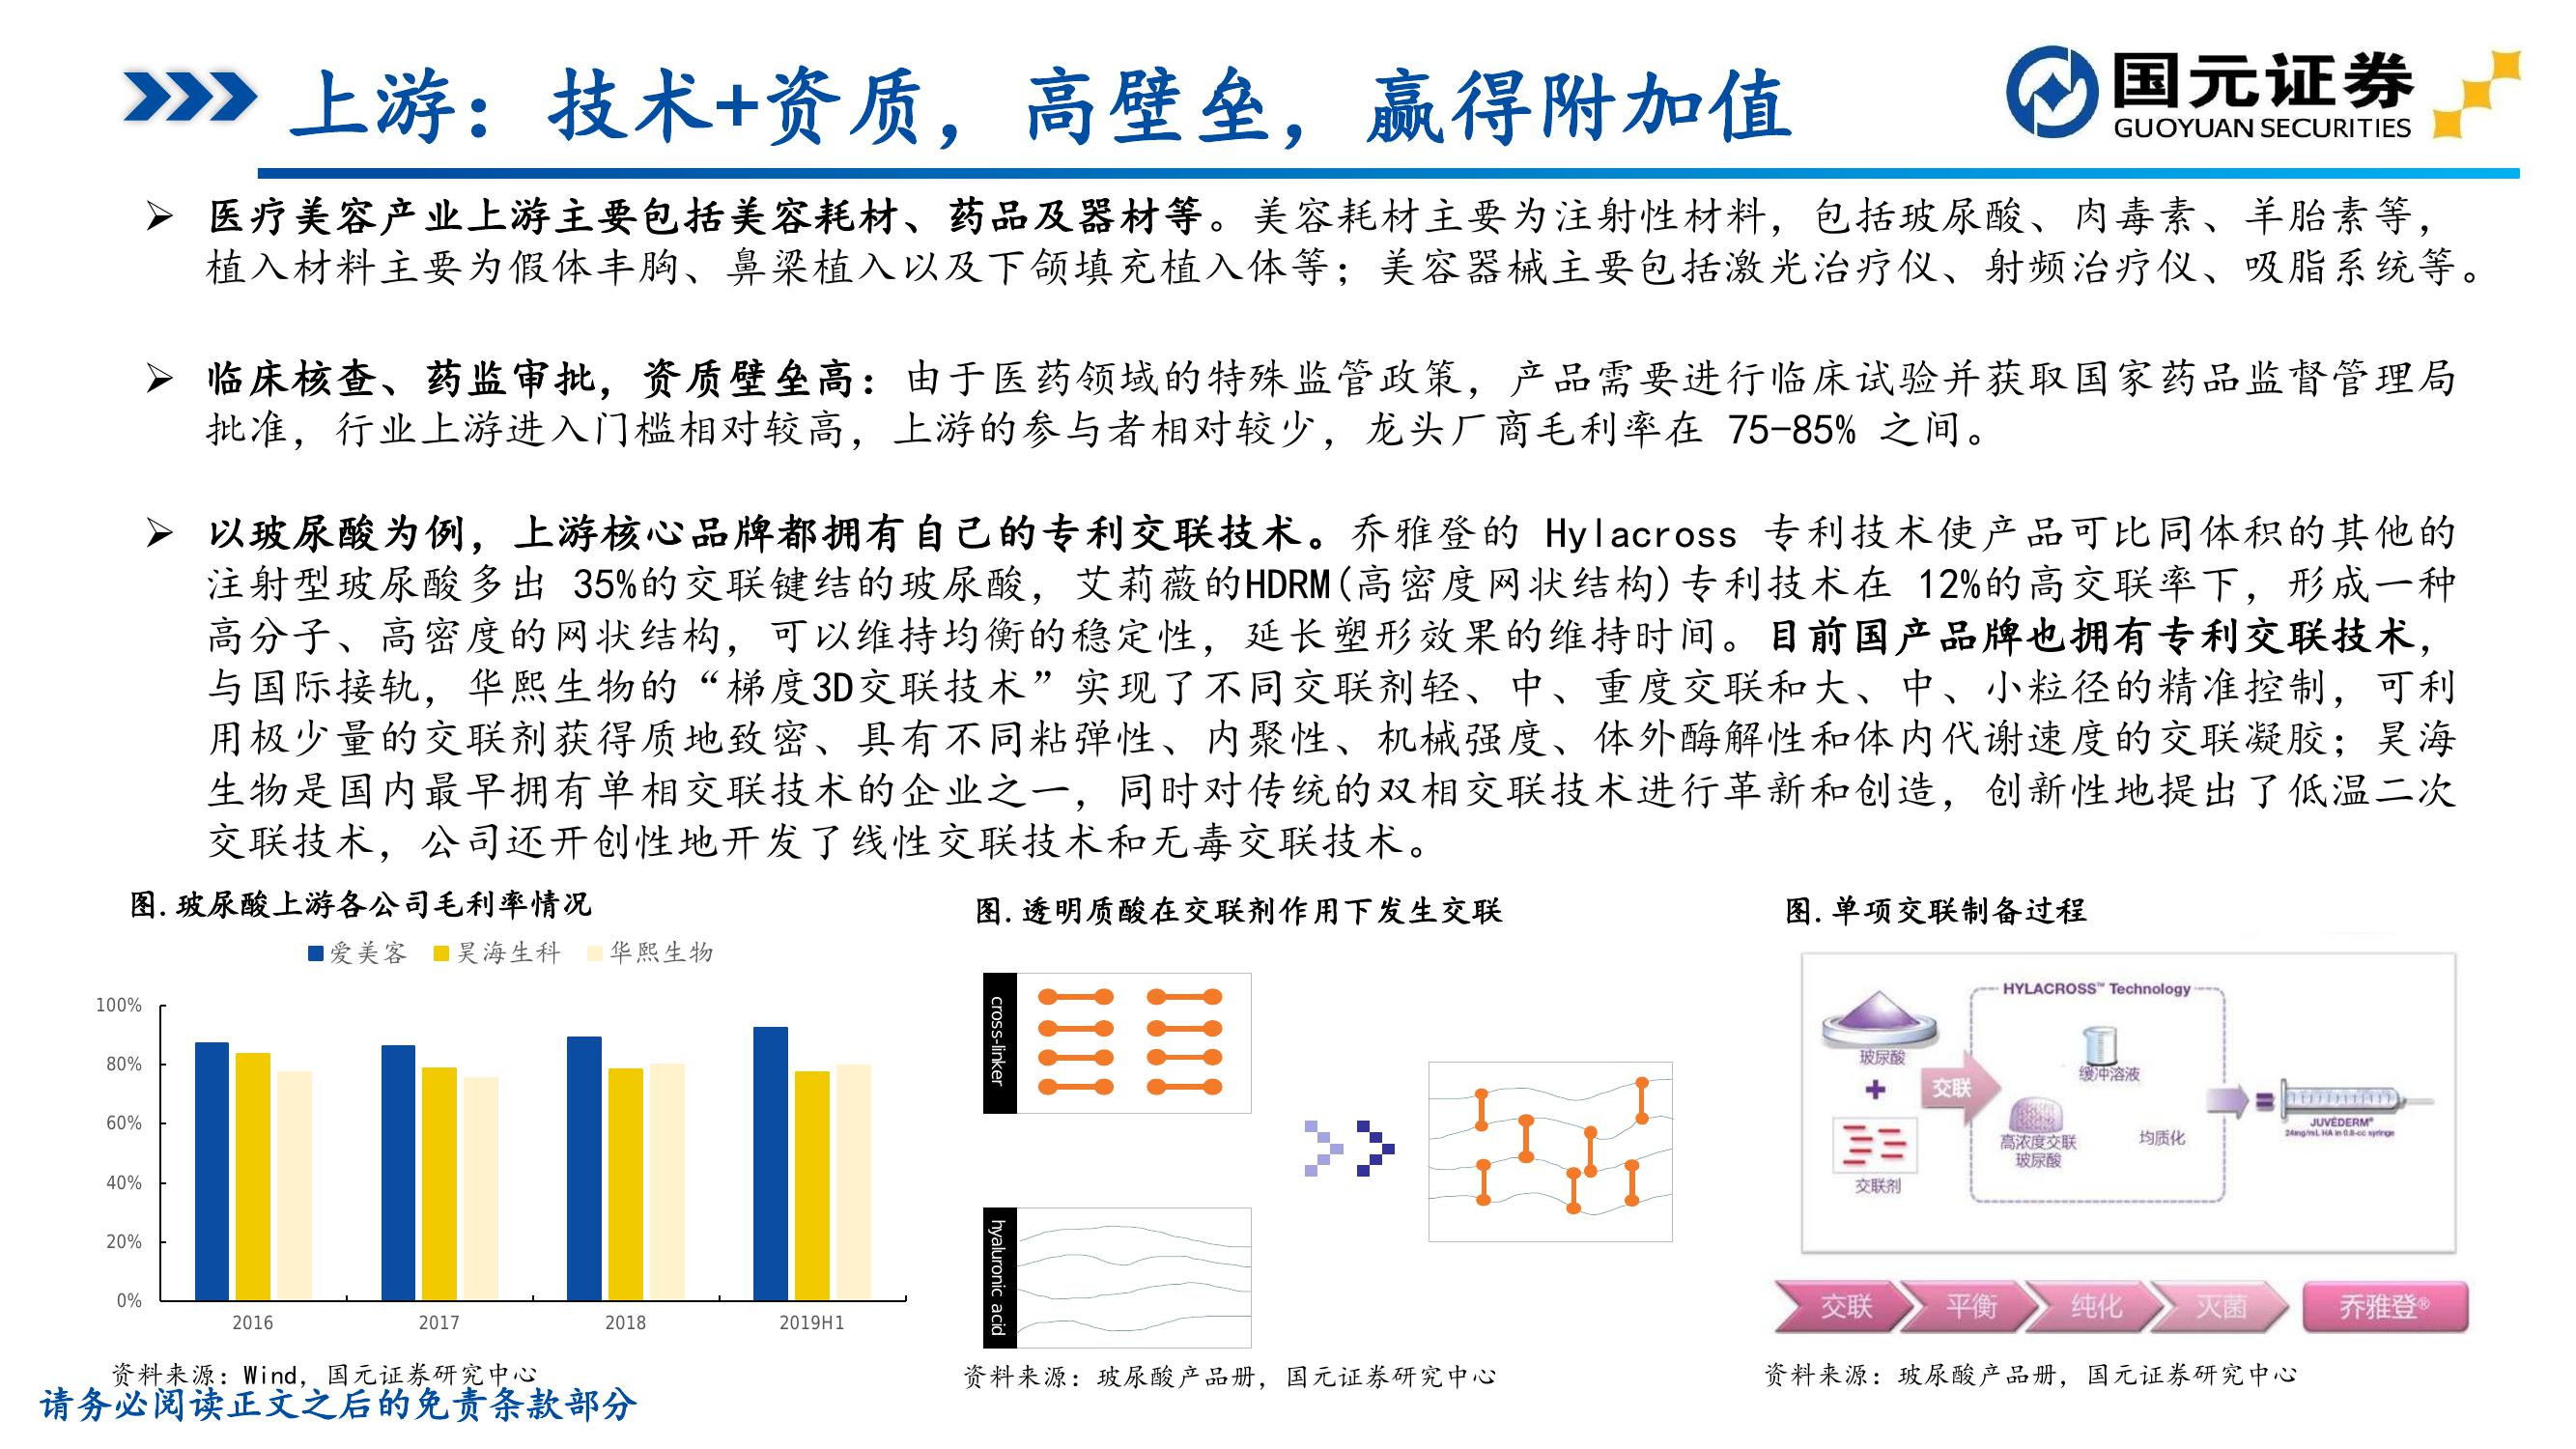 上游：技术+资质，高壁垒，赢得附加值
国元证券
GUOYUAN SECURITIES
医疗美容产业上游主要包括美容耗材、药品及器材等。美容耗材主要为注射性材料，包括玻尿酸、肉毒素、羊胎素等，
植入材料主要为假体丰胸、鼻梁植入以及下颌填充植入体等；美容器械主要包括激光治疗仪、射频治疗仪、吸脂系统等。
临床核查、药监审批，资质壁垒高：由于医药领域的特殊监管政策，产品需要进行临床试验并获取国家药品监督管理局
批准，行业上游进入门槛相对较高，上游的参与者相对较少，龙头厂商毛利率在 75-85% 之间。
以玻尿酸为例，上游核心品牌都拥有自己的专利交联技术。乔雅登的 Hylacross 专利技术使产品可比同体积的其他的
注射型玻尿酸多出 35%的交联键结的玻尿酸，艾莉薇的HDRM(高密度网状结构)专利技术在 12%的高交联率下，形成一种
高分子、高密度的网状结构，可以维持均衡的稳定性，延长塑形效果的维持时间。目前国产品牌也拥有专利交联技术，
与国际接轨，华熙生物的“梯度3D交联技术”实现了不同交联剂轻、中、重度交联和大、中、小粒径的精准控制，可利
用极少量的交联剂获得质地致密、具有不同粘弹性、内聚性、机械强度、体外酶解性和体内代谢速度的交联凝胶；昊海
生物是国内最早拥有单相交联技术的企业之一，同时对传统的双相交联技术进行革新和创造，创新性地提出了低温二次
交联技术，公司还开创性地开发了线性交联技术和无毒交联技术。
图.玻尿酸上游各公司毛利率情况
爱美客 昊海生科 华熙生物
100%
80%
60%
40%
20%
0%
2016 2017 2018 2019H1
资料来源：Wind，国元证券研究中心
图.透明质酸在交联剂作用下发生交联
cross-linker
hyaluronic acid
资料来源：玻尿酸产品册，国元证券研究中心
图.单项交联制备过程
HYLACROSS™ Technology
玻尿酸
+
交联剂
交联
缓冲溶液
高浓度交联
玻尿酸
均质化
=
JUVÉDERM®
24mg/mL HA in 0.8-cc syringe
交联 平衡 纯化 灭菌 乔雅登®
资料来源：玻尿酸产品册，国元证券研究中心
请务必阅读正文之后的免责条款部分